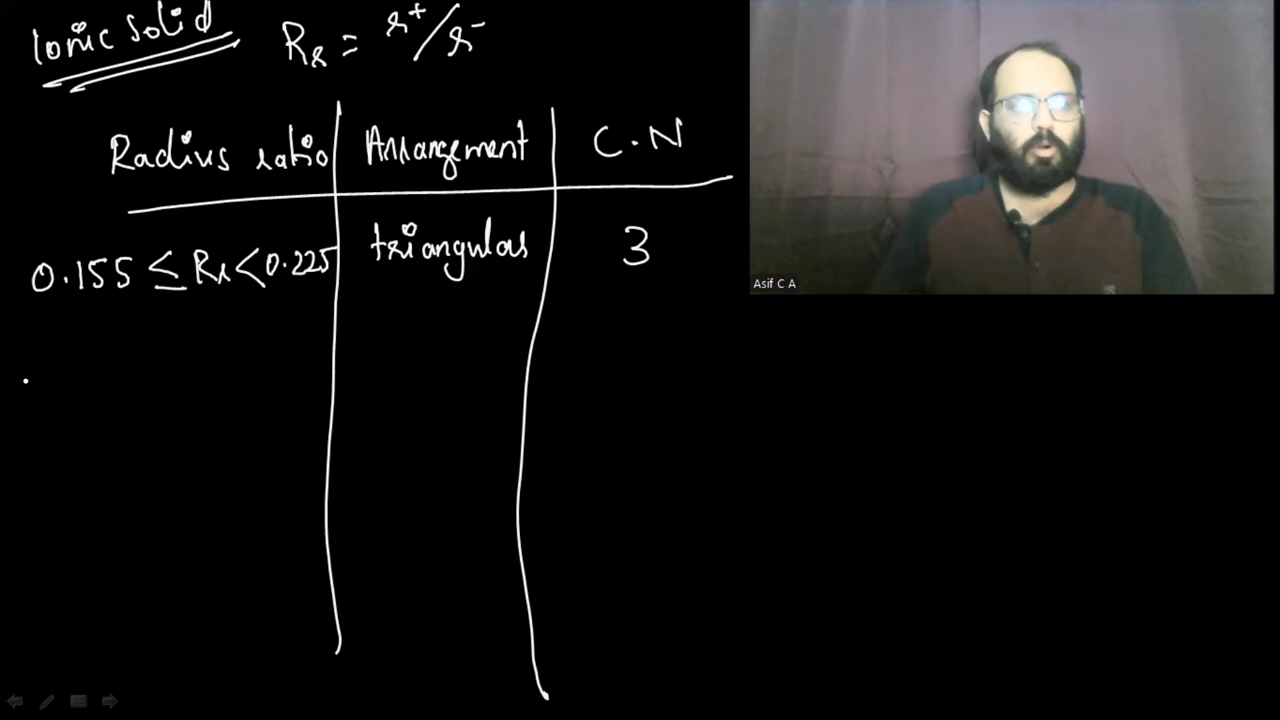 Ionic solid Rr = r⁺/r⁻
Radius ratio Arrangement C.N
0.155 ≤ Rr < 0.225 triangular 3
Asif C A